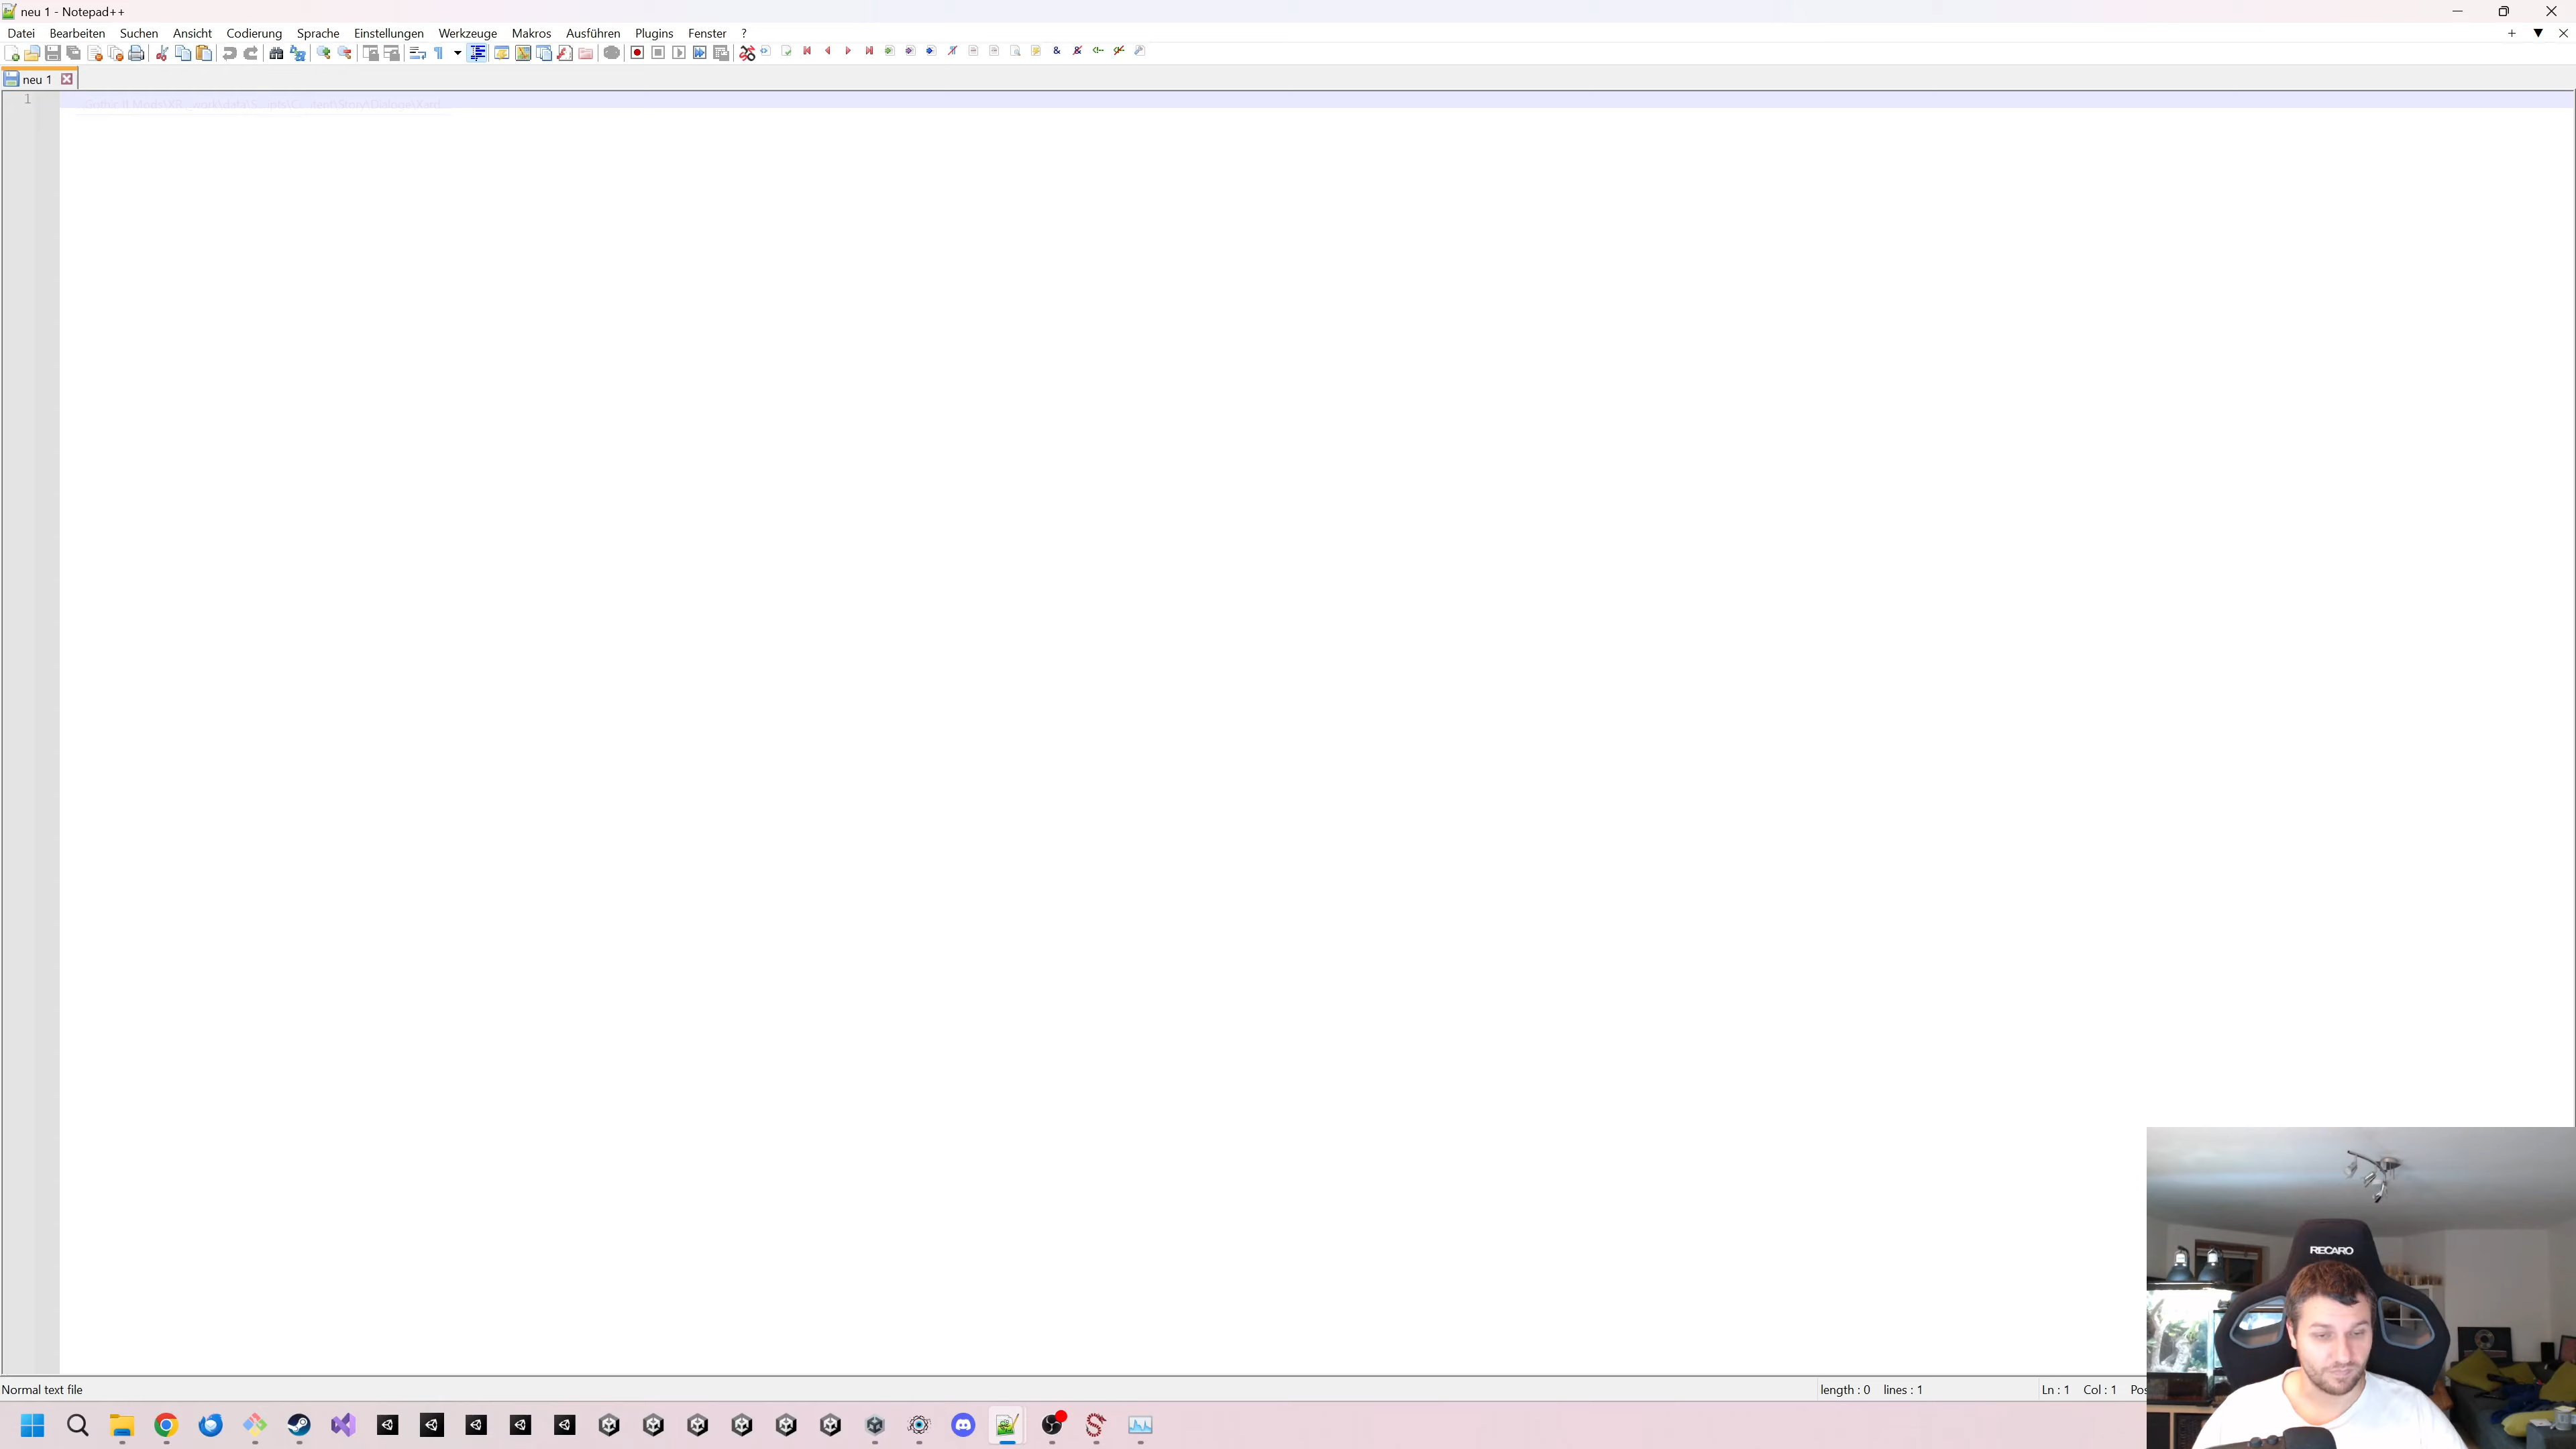 neu 1 - Notepad++
Datei Bearbeiten Suchen Ansicht Codierung Sprache Einstellungen Werkzeuge Makros Ausführen Plugins Fenster ?
neu 1
1
RECARO
Normal text file
length : 0 lines : 1
Ln : 1 Col : 1 Pos